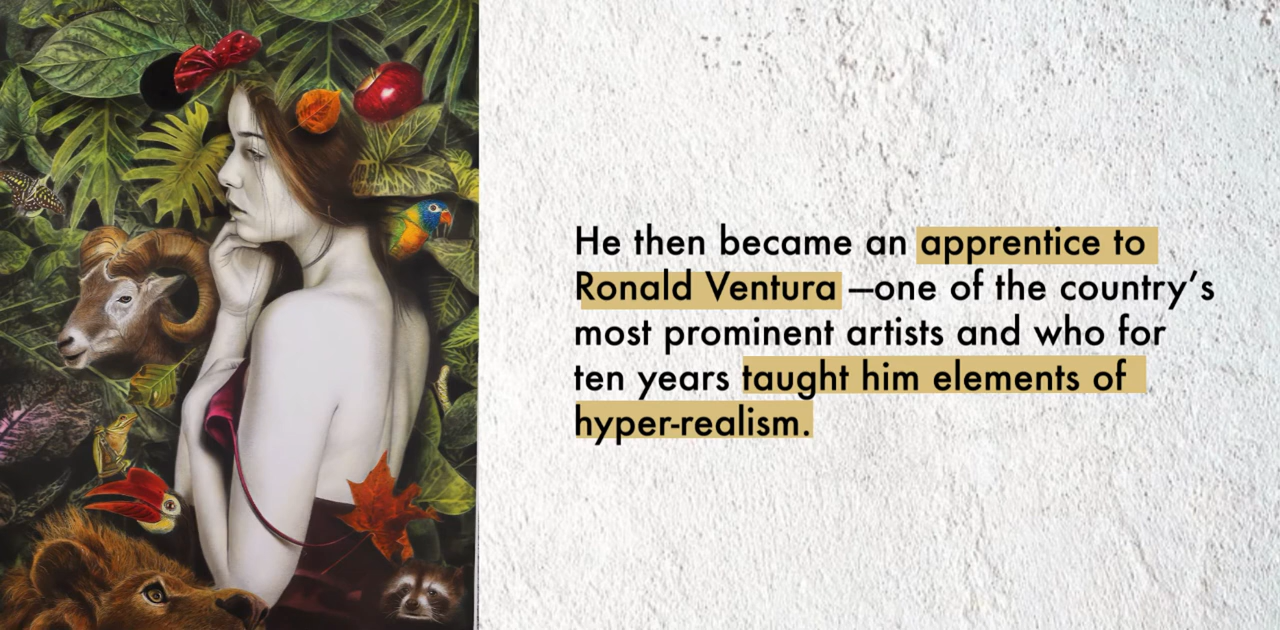 He then became an apprentice to
Ronald Ventura —one of the country’s
most prominent artists and who for
ten years taught him elements of
hyper-realism.